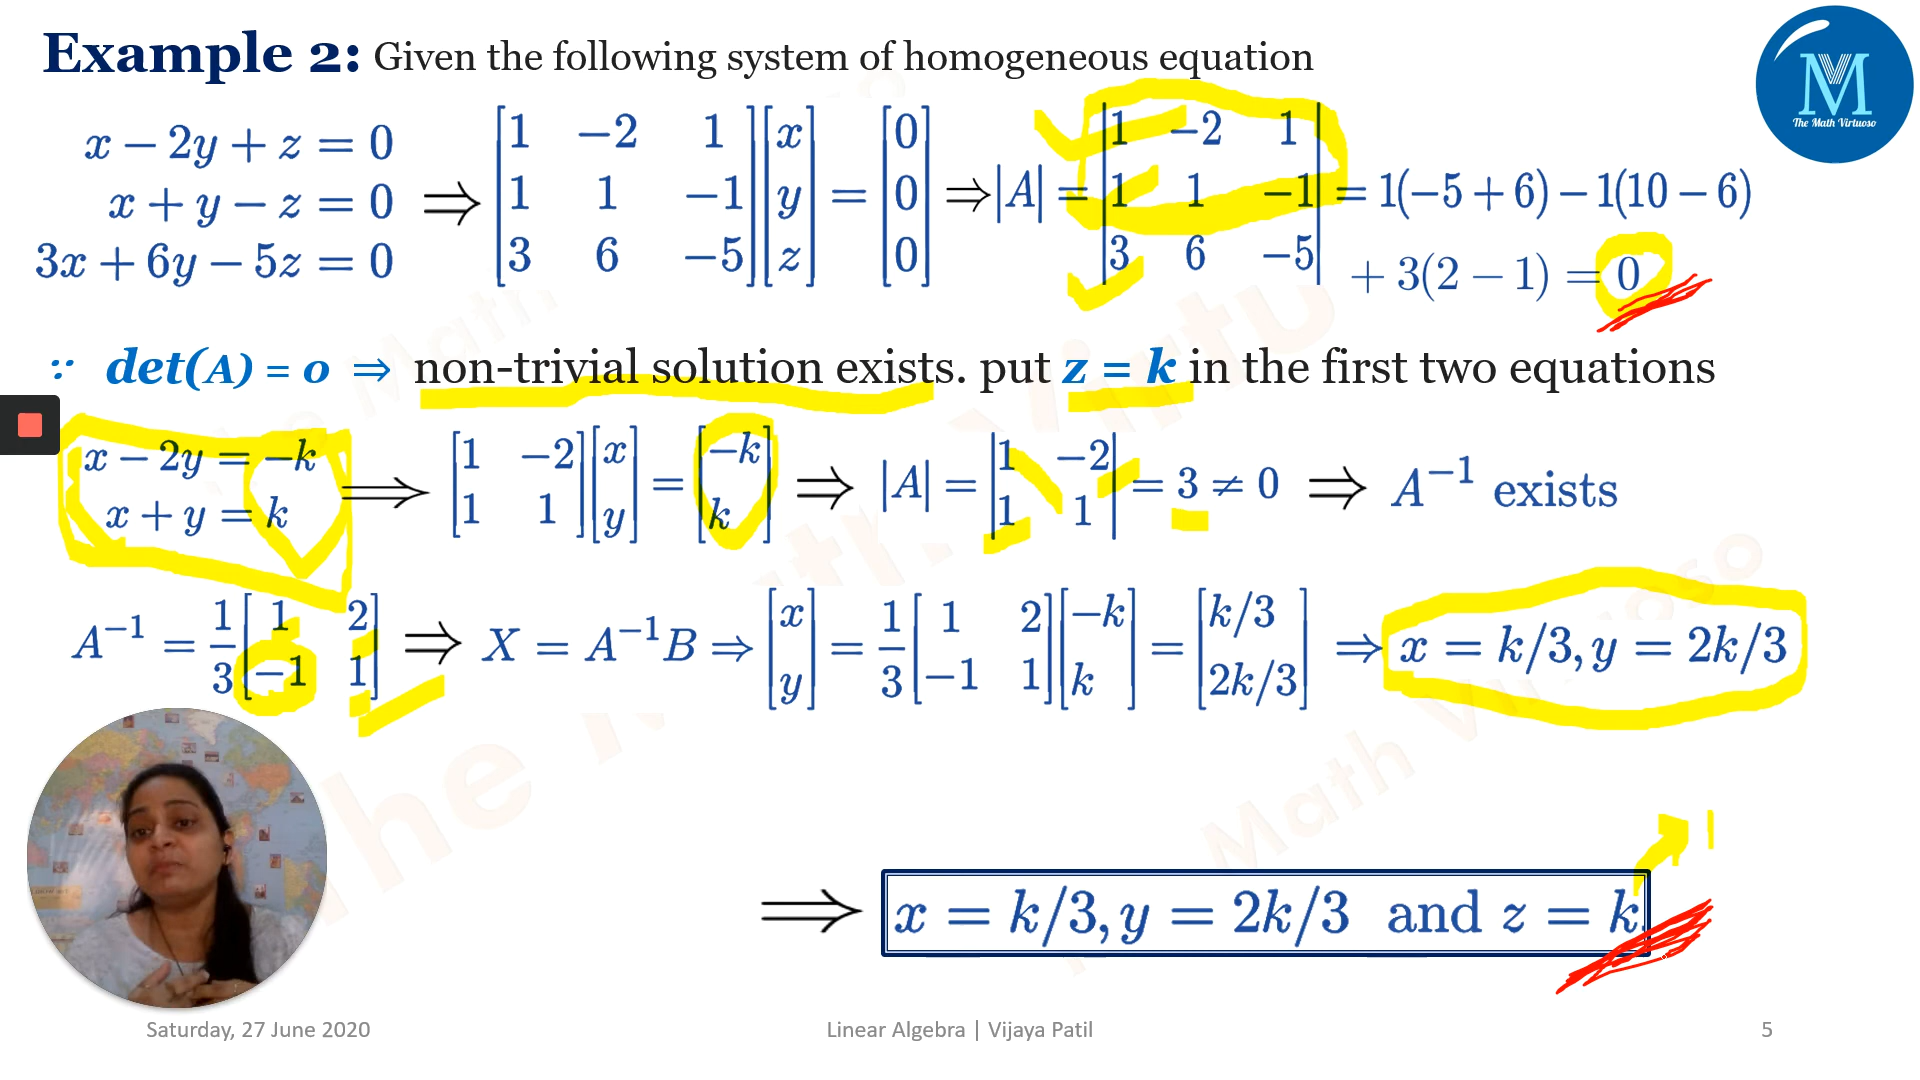 Example 2: Given the following system of homogeneous equation
x − 2y + z = 0
x + y − z = 0
3x + 6y − 5z = 0
⇒ [1 −2 1; 1 1 −1; 3 6 −5] [x; y; z] = [0; 0; 0] ⇒ |A| = |1 −2 1; 1 1 −1; 3 6 −5| = 1(−5 + 6) − 1(10 − 6)
+ 3(2 − 1) = 0
M
The Math Virtuoso
∵ det(A) = 0 ⇒ non-trivial solution exists. put z = k in the first two equations
x − 2y = −k
x + y = k
⟹ [1 −2; 1 1] [x; y] = [−k; k] ⇒ |A| = |1 −2; 1 1| = 3 ≠ 0 ⇒ A⁻¹ exists
A⁻¹ = 1/3 [1 2; −1 1] ⇒ X = A⁻¹B ⇒ [x; y] = 1/3 [1 2; −1 1] [−k; k] = [k/3; 2k/3] ⇒ x = k/3, y = 2k/3
1
⟹ x = k/3, y = 2k/3 and z = k.
Saturday, 27 June 2020
Linear Algebra | Vijaya Patil
5